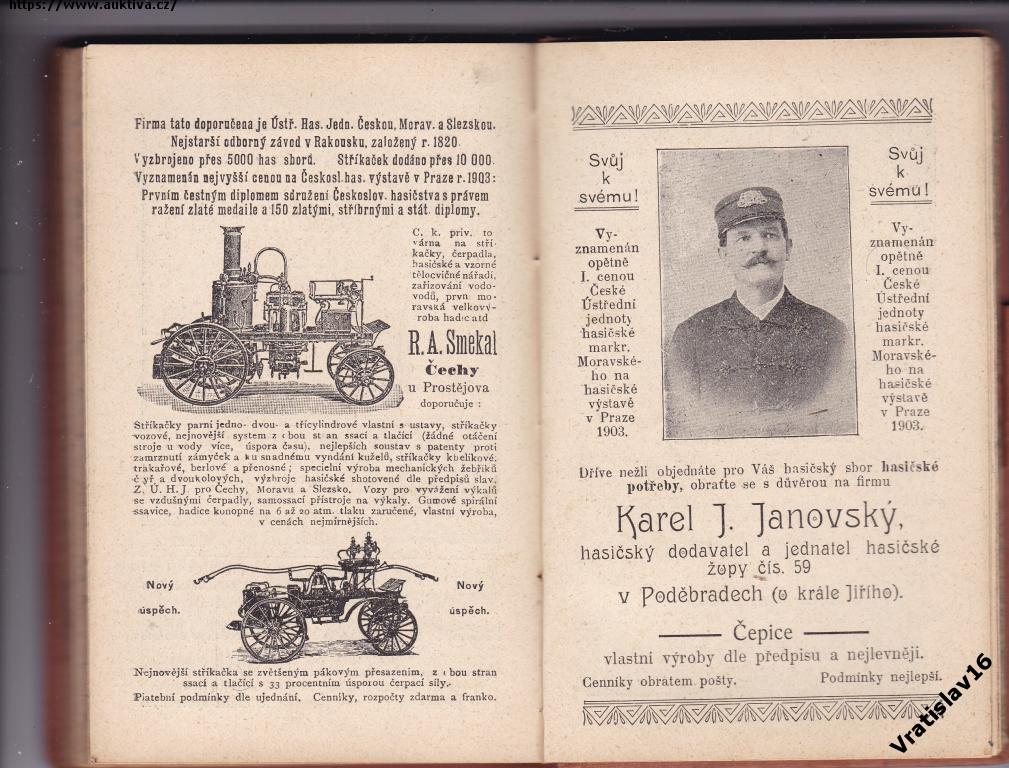 https://www.auktiva.cz/
Firma tato doporučena je Ústř. Has. Jedn. Českou, Morav. a Slezskou.
Nejstarší odborný závod v Rakousku, založený r. 1820.
Vyzbrojeno přes 5000 has sborů. Stříkaček dodáno přes 10 000.
Vyznamenán nejvyšší cenou na Českosl. has. výstavě v Praze r. 1903:
Prvním čestným diplomem sdružení Českoslov. hasičstva s právem
ražení zlaté medaile a 150 zlatými, stříbrnými a stát. diplomy.
C. k. priv. to
várna na stří
kačky, čerpadla,
hasičské a vzorné
tělocvičné nářadí,
zařizování vodo-
vodů, prvn mo-
ravská velkový-
roba hadic atd
R. A. Smekal
Čechy
u Prostějova
doporučuje :
Stříkačky parní jedno- dvou- a třícylindrové vlastní s ustavy, stříkačky
vozové, nejnovější system z obou stran ssací a tlačící (žádné otáčení
stroje u vody více, úspora času), nejlepších soustav s patenty proti
zamrznutí zámyček a ku snadnému vyndání kuželů, stříkačky kbelíkové,
trakařové, berlové a přenosné; specielní výroba mechanických žebříků
čtyř a dvoukolových, výzbroje hasičské shotovené dle předpisů slav.
Z. Ú. H. J. pro Čechy, Moravu a Slezsko. Vozy pro vyvážení výkalů
se vzdušnými čerpadly, samossací přístroje na výkaly. Gumové spirální
ssavice, hadice konopné na 6 až 20 atm. tlaku zaručené, vlastní výroba,
v cenách nejmírnějších.
Nový Nový
úspěch. úspěch.
Nejnovější stříkačka se zvětšeným pákovým přesazením, z obou stran
ssací a tlačící s 33 procentním úsporou čerpací síly.
Platební podmínky dle ujednání. Cenníky, rozpočty zdarma a franko.
Svůj
k
svému!
Vy-
znamenán
opětně
I. cenou
České
Ústřední
jednoty
hasičské
markr.
Moravské-
ho na
hasičské
výstavě
v Praze
1903.
Svůj
k
svému!
Vy-
znamenán
opětně
I. cenou
České
Ústřední
jednoty
hasičské
markr.
Moravské-
ho na
hasičské
výstavě
v Praze
1903.
Dříve nežli objednáte pro Váš hasičský sbor hasičské
potřeby, obraťte se s důvěrou na firmu
Karel J. Janovský,
hasičský dodavatel a jednatel hasičské
župy čís. 59
v Poděbradech (u krále Jiřího).
Čepice
vlastní výroby dle předpisu a nejlevněji.
Cenníky obratem pošty. Podmínky nejlepší.
Vratislav16